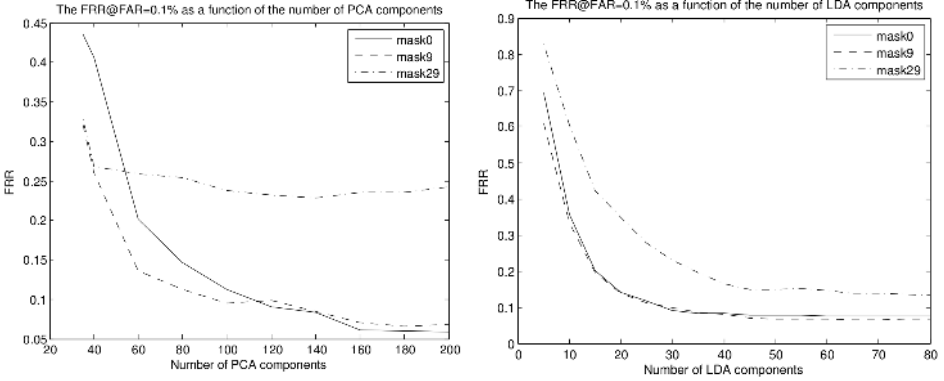 The FRR@FAR=0.1% as a function of the number of PCA components
0.45
0.4
0.35
0.3
0.25
0.2
0.15
0.1
0.05
FRR
mask0
mask9
mask29
20 40 60 80 100 120 140 160 180 200
Number of PCA components
The FRR@FAR=0.1% as a function of the number of LDA components
0.9
0.8
0.7
0.6
0.5
0.4
0.3
0.2
0.1
0
FRR
mask0
mask9
mask29
0 10 20 30 40 50 60 70 80
Number of LDA components